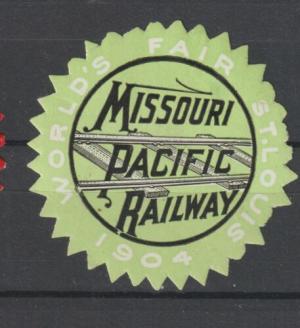 WORLD'S FAIR ST. LOUIS
1904
MISSOURI
PACIFIC
RAILWAY